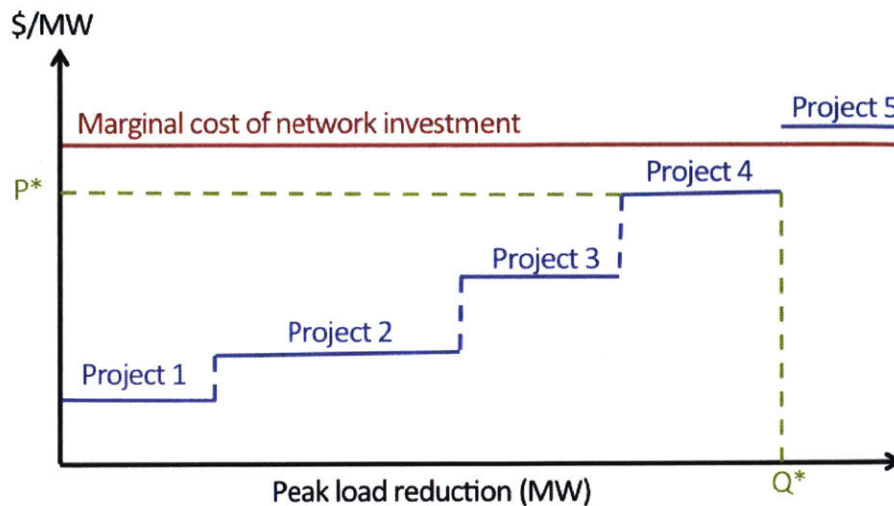 $/MW
Project 5
Marginal cost of network investment
P*
Project 4
Project 3
Project 2
Project 1
Peak load reduction (MW)
Q*